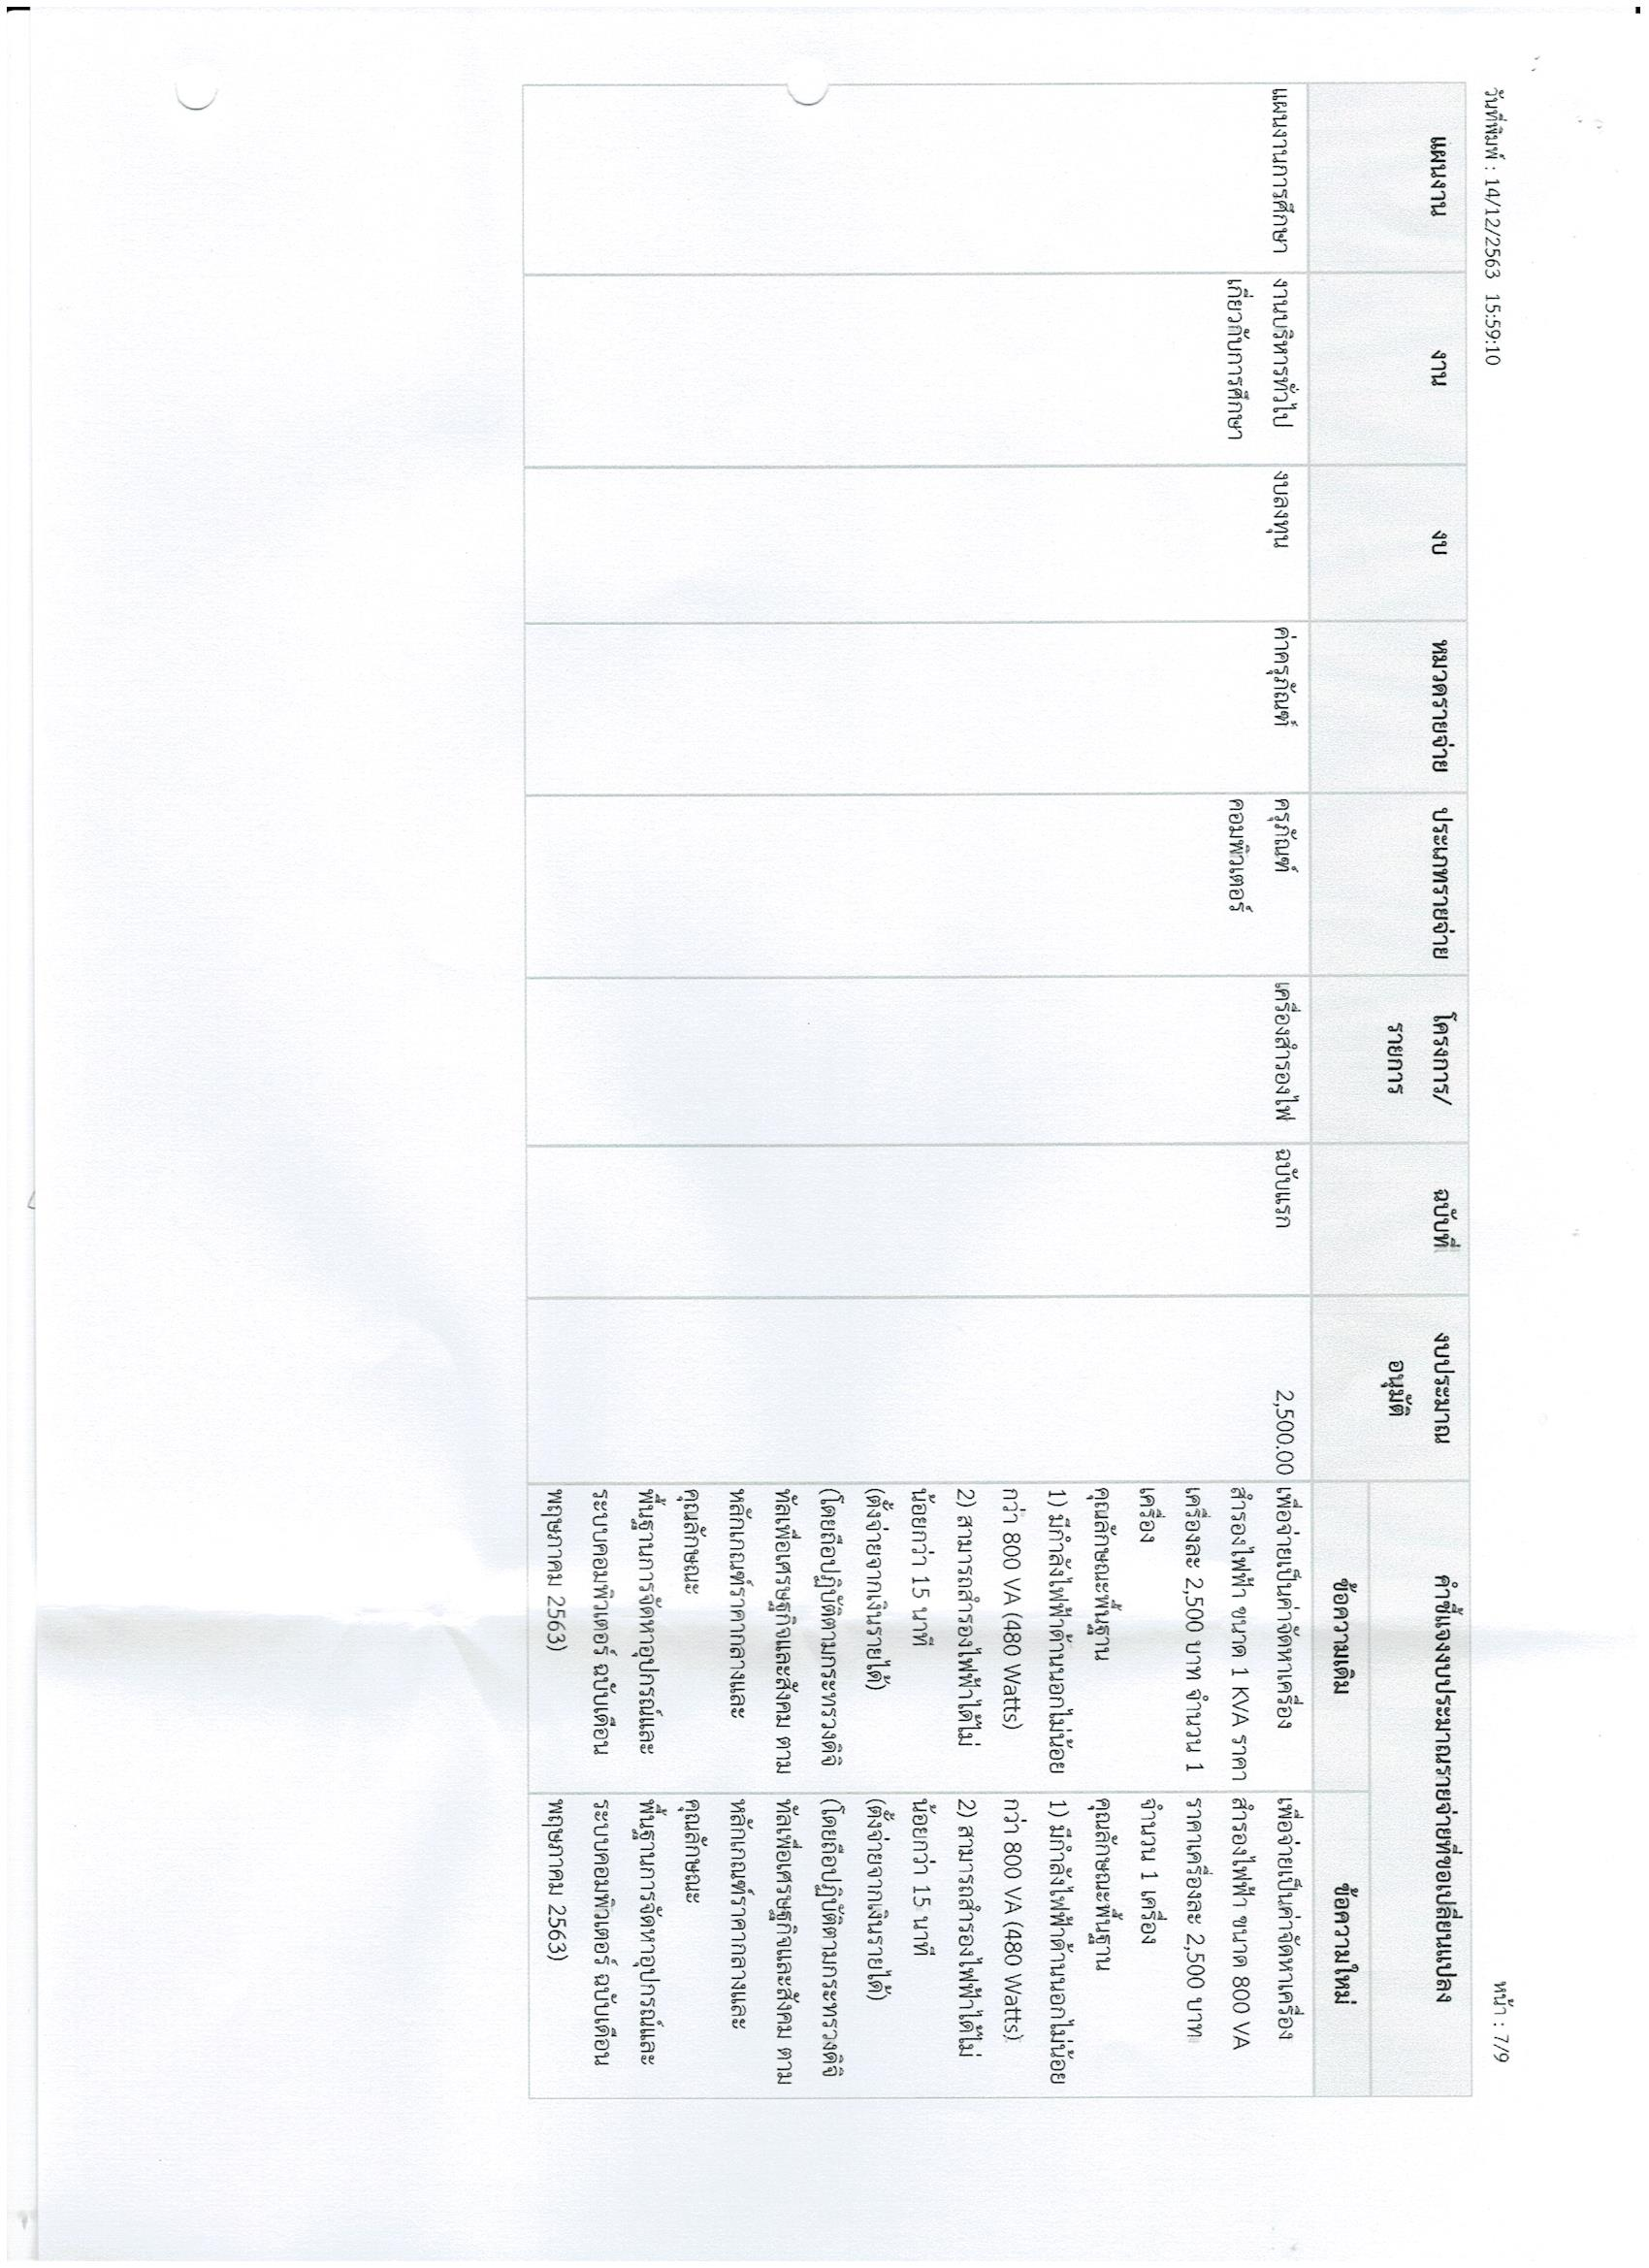 วันที่พิมพ์ : 14/12/2563 15:59:10
หน้า : 7/9
แผนงาน
งาน
งบ
หมวดรายจ่าย
ประเภทรายจ่าย
โครงการ/
รายการ
ฉบับที่
งบประมาณ
อนุมัติ
คำชี้แจงงบประมาณรายจ่ายที่ขอเปลี่ยนแปลง
ข้อความเดิม
ข้อความใหม่
แผนงานการศึกษา
งานบริหารทั่วไป
เกี่ยวกับการศึกษา
งบลงทุน
ค่าครุภัณฑ์
ครุภัณฑ์
คอมพิวเตอร์
เครื่องสำรองไฟ
ฉบับแรก
2,500.00
เพื่อจ่ายเป็นค่าจัดหาเครื่อง
สำรองไฟฟ้า ขนาด 1 KVA ราคา
เครื่องละ 2,500 บาท จำนวน 1
เครื่อง
คุณลักษณะพื้นฐาน
1) มีกำลังไฟฟ้าด้านนอกไม่น้อย
กว่า 800 VA (480 Watts)
2) สามารถสำรองไฟฟ้าได้ไม่
น้อยกว่า 15 นาที
(ตั้งจ่ายจากเงินรายได้)
(โดยถือปฏิบัติตามกระทรวงดิจิ
ทัลเพื่อเศรษฐกิจและสังคม ตาม
หลักเกณฑ์ราคากลางและ
คุณลักษณะ
พื้นฐานการจัดหาอุปกรณ์และ
ระบบคอมพิวเตอร์ ฉบับเดือน
พฤษภาคม 2563)
เพื่อจ่ายเป็นค่าจัดหาเครื่อง
สำรองไฟฟ้า ขนาด 800 VA
ราคาเครื่องละ 2,500 บาท
จำนวน 1 เครื่อง
คุณลักษณะพื้นฐาน
1) มีกำลังไฟฟ้าด้านนอกไม่น้อย
กว่า 800 VA (480 Watts)
2) สามารถสำรองไฟฟ้าได้ไม่
น้อยกว่า 15 นาที
(ตั้งจ่ายจากเงินรายได้)
(โดยถือปฏิบัติตามกระทรวงดิจิ
ทัลเพื่อเศรษฐกิจและสังคม ตาม
หลักเกณฑ์ราคากลางและ
คุณลักษณะ
พื้นฐานการจัดหาอุปกรณ์และ
ระบบคอมพิวเตอร์ ฉบับเดือน
พฤษภาคม 2563)